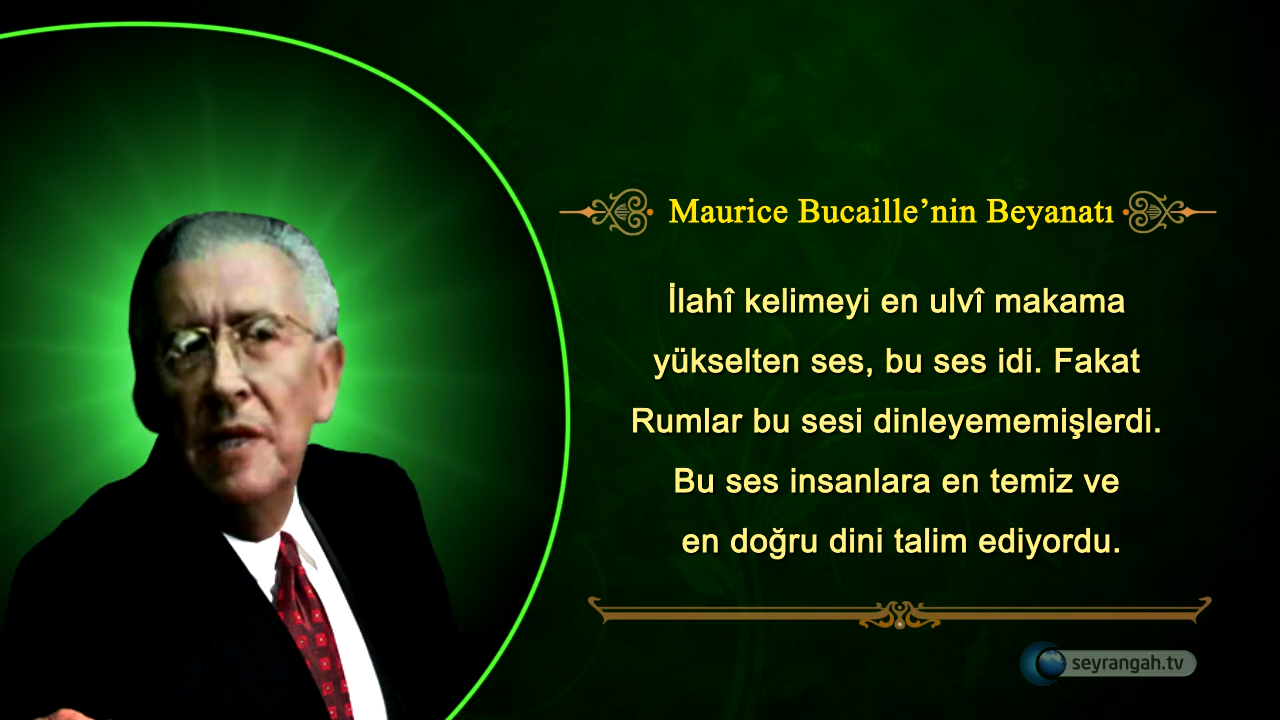 Maurice Bucaille’nin Beyanatı
İlahî kelimeyi en ulvî makama
yükselten ses, bu ses idi. Fakat
Rumlar bu sesi dinleyememişlerdi.
Bu ses insanlara en temiz ve
en doğru dini talim ediyordu.
seyrangah.tv